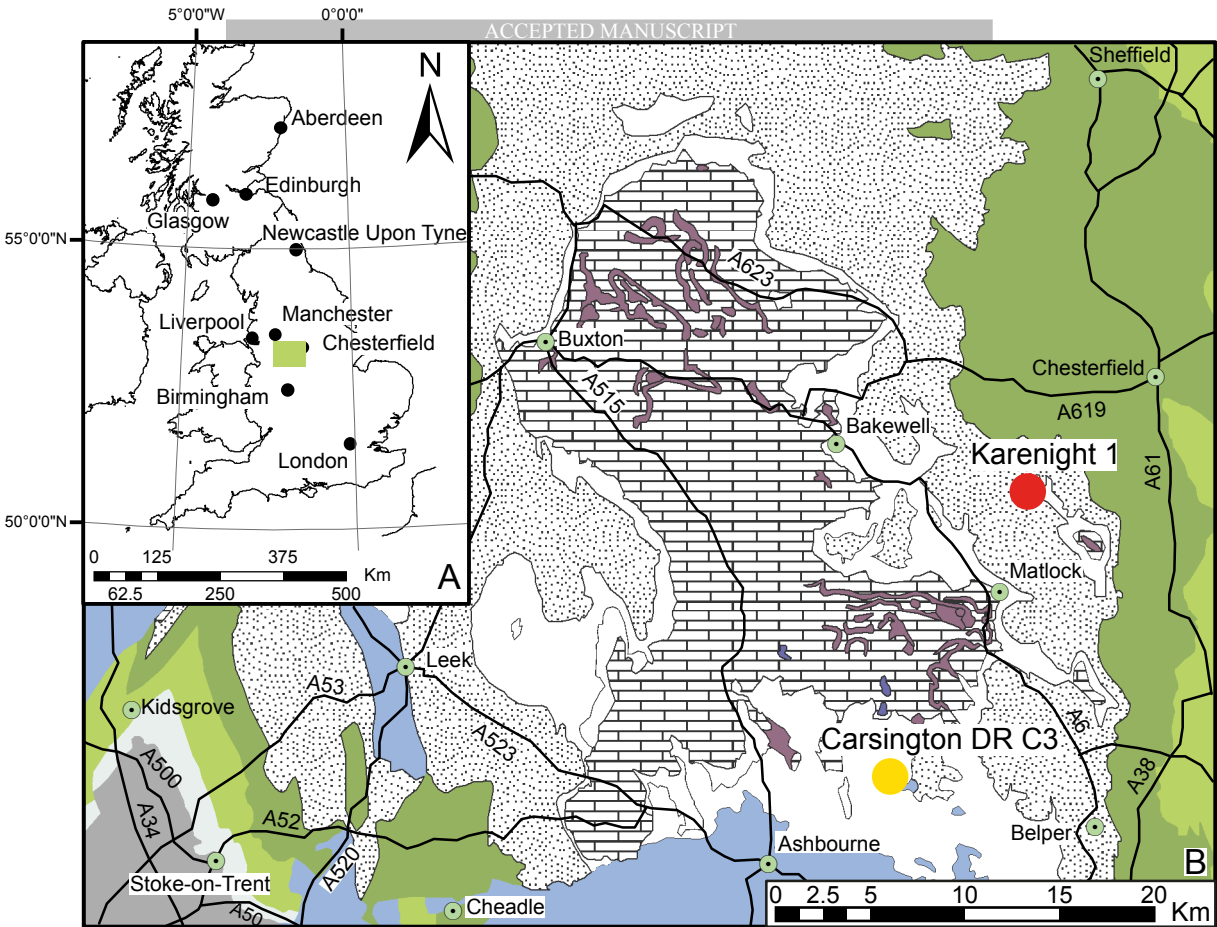 ACCEPTED MANUSCRIPT
5°0'0"W
0°0'0"
N
Aberdeen
Edinburgh
Glasgow
Newcastle Upon Tyne
55°0'0"N
Manchester
Liverpool
Chesterfield
Birmingham
London
50°0'0"N
0 125 375
Km
62.5 250 500
A
Sheffield
A623
Buxton
A515
Chesterfield
A619
Bakewell
A61
Karenight 1
Matlock
Leek
A53
Kidsgrove
A523
A6
Carsington DR C3
A500
A38
A34
A52
Belper
A520
Ashbourne
Stoke-on-Trent
A50
Cheadle
B
0 2.5 5 10 15 20
Km